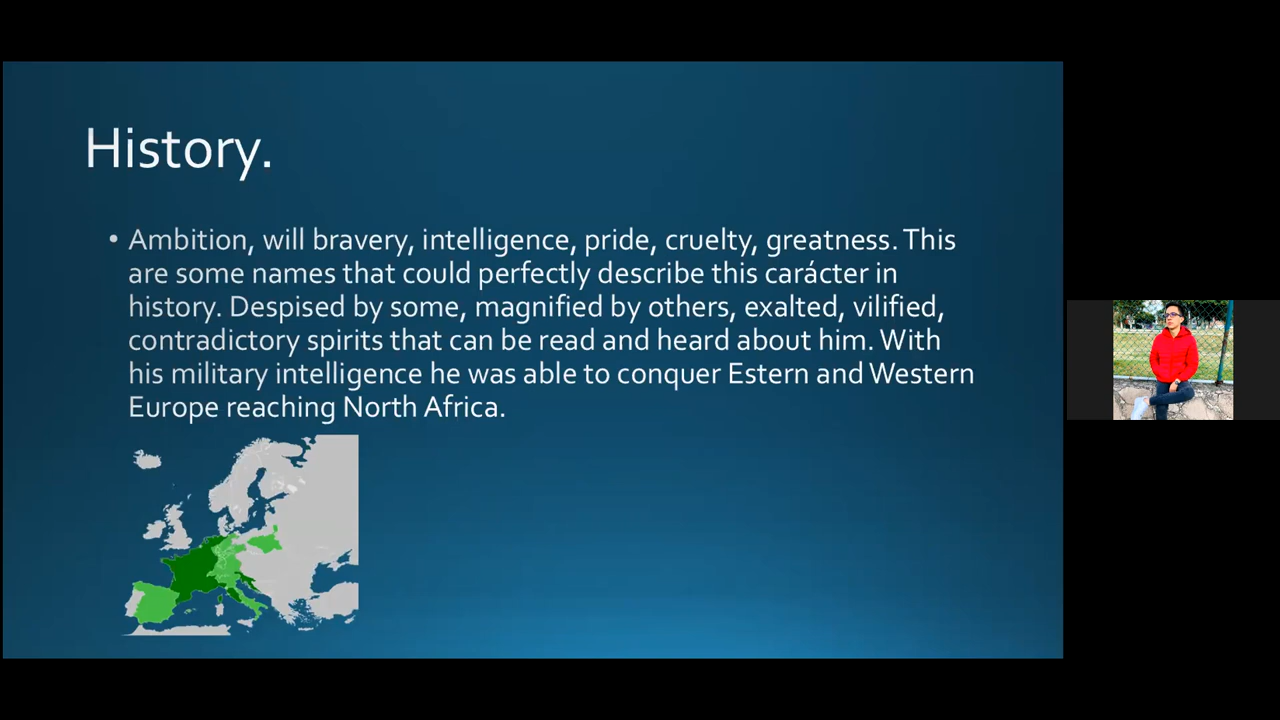 History.
• Ambition, will bravery, intelligence, pride, cruelty, greatness. This
are some names that could perfectly describe this carácter in
history. Despised by some, magnified by others, exalted, vilified,
contradictory spirits that can be read and heard about him. With
his military intelligence he was able to conquer Estern and Western
Europe reaching North Africa.